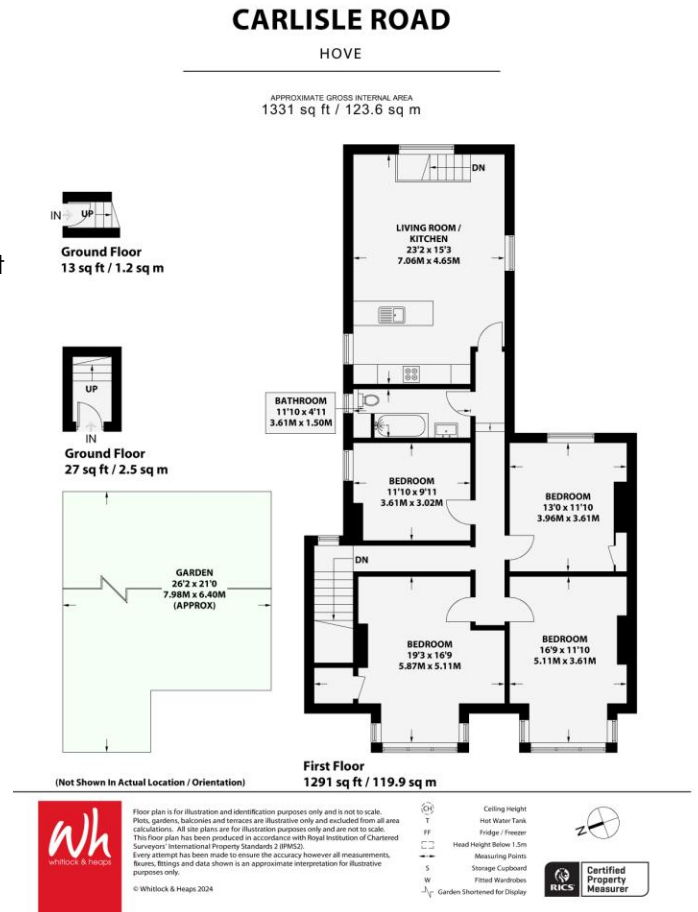 CARLISLE ROAD
HOVE
APPROXIMATE GROSS INTERNAL AREA
1331 sq ft / 123.6 sq m
IN
UP
Ground Floor
13 sq ft / 1.2 sq m
UP
IN
Ground Floor
27 sq ft / 2.5 sq m
GARDEN
26'2 x 21'0
7.98M x 6.40M
(APPROX)
(Not Shown In Actual Location / Orientation)
DN
LIVING ROOM /
KITCHEN
23'2 x 15'3
7.06M x 4.65M
BATHROOM
11'10 x 4'11
3.61M x 1.50M
BEDROOM
11'10 x 9'11
3.61M x 3.02M
BEDROOM
13'0 x 11'10
3.96M x 3.61M
DN
BEDROOM
19'3 x 16'9
5.87M x 5.11M
BEDROOM
16'9 x 11'10
5.11M x 3.61M
First Floor
1291 sq ft / 119.9 sq m
wh
whitlock & heaps
Floor plan is for illustration and identification purposes only and is not to scale.
Plots, gardens, balconies and terraces are illustrative only and excluded from all area
calculations. All site plans are for illustration purposes only and are not to scale.
This floor plan has been produced in accordance with Royal Institution of Chartered
Surveyors' International Property Standards 2 (IPMS2).
Every attempt has been made to ensure the accuracy however all measurements,
fixures, fittings and data shown is an approximate interpretation for illustrative
purposes only.
© Whitlock & Heaps 2024
CH Ceiling Height
T Hot Water Tank
FF Fridge / Freezer
Head Height Below 1.5m
Measuring Points
S Storage Cupboard
W Fitted Wardrobes
Garden Shortened for Display
Z
RICS
Certified
Property
Measurer